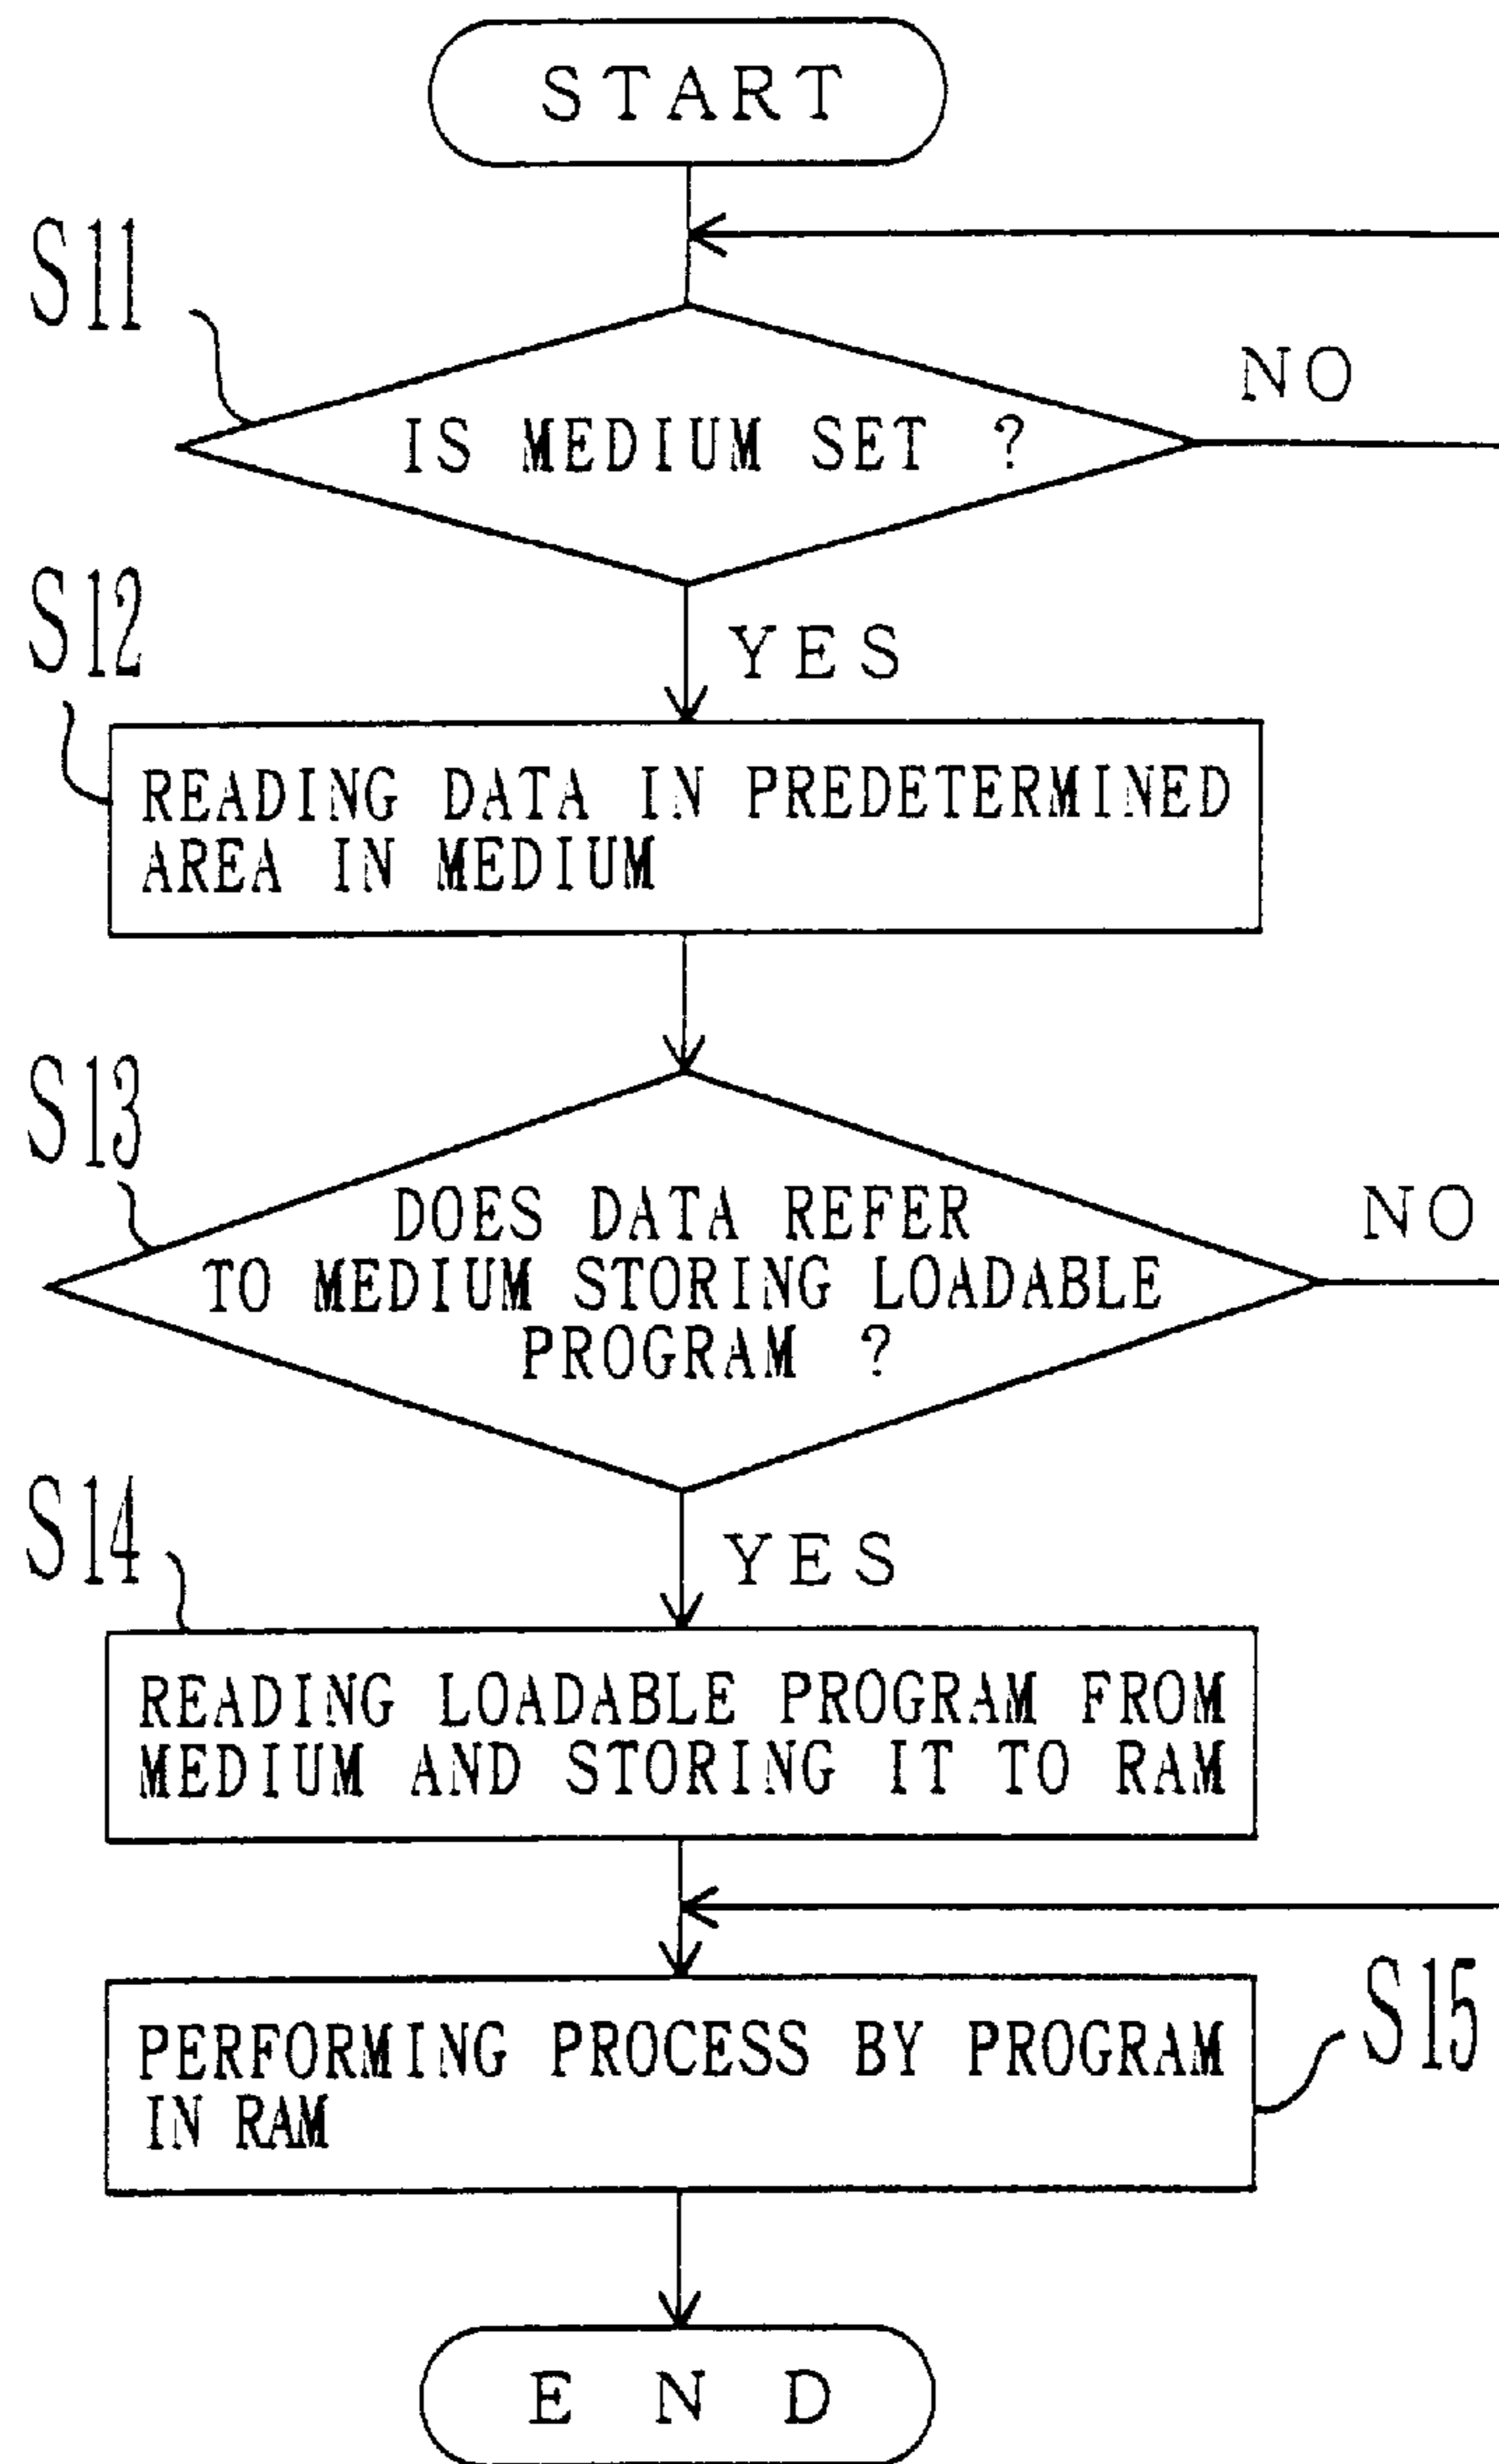 START
S11
NO
IS MEDIUM SET ?
S12
YES
READING DATA IN PREDETERMINED
AREA IN MEDIUM
S13
NO
DOES DATA REFER
TO MEDIUM STORING LOADABLE
PROGRAM ?
S14
YES
READING LOADABLE PROGRAM FROM
MEDIUM AND STORING IT TO RAM
S15
PERFORMING PROCESS BY PROGRAM
IN RAM
END